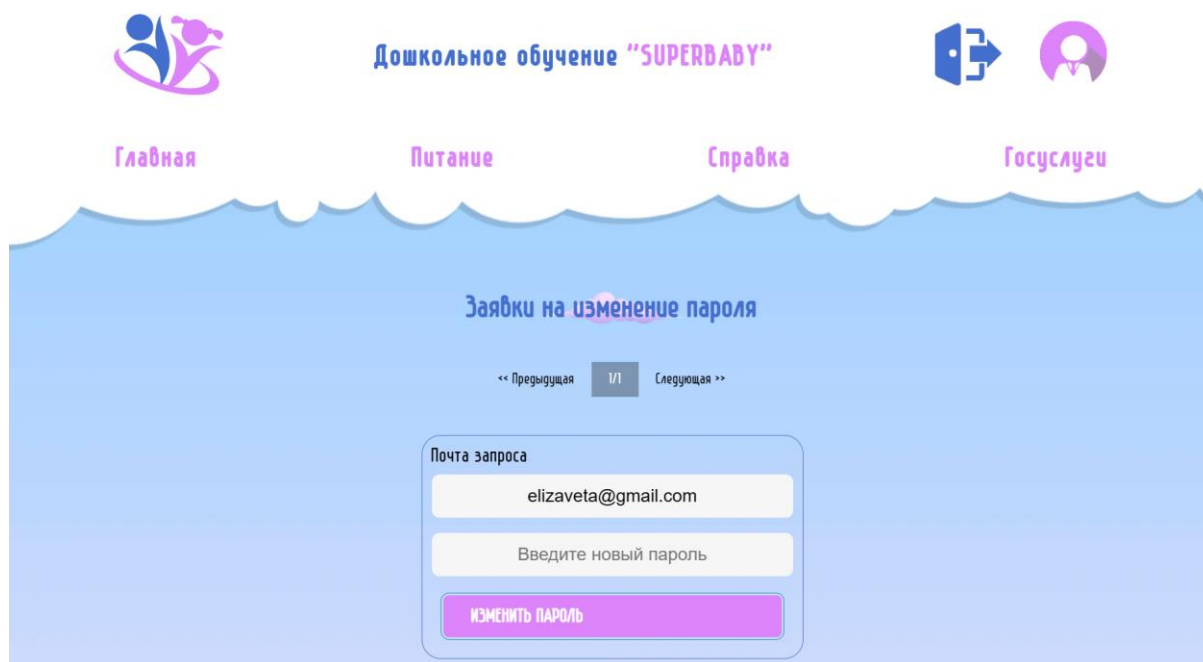 Дошкольное обучение "SUPERBABY"
Главная Питание Справка Госуслуги
Заявки на изменение пароля
<< Предыдущая 1/1 Следующая >>
Почта запроса
elizaveta@gmail.com
Введите новый пароль
ИЗМЕНИТЬ ПАРОЛЬ